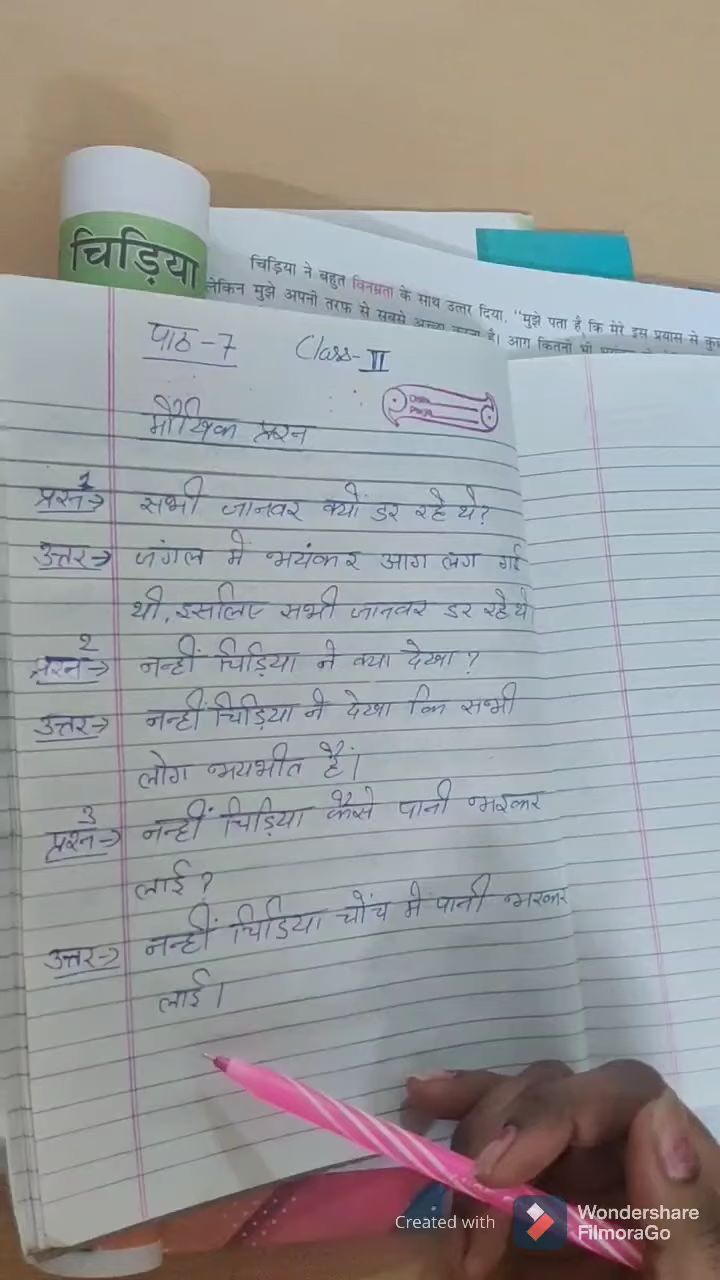 चिड़िया
चिड़िया ने बहुत विनम्रता के साथ उत्तर दिया, "मुझे पता है कि मेरे इस प्रयास से कुछ
लेकिन मुझे अपनी तरफ से सबसे अच्छा करना है। आग कितनी भी
पाठ-7 Class-II
मौखिक प्रश्न
प्रश्न 1→ सभी जानवर क्यों डर रहे थे?
उत्तर→ जंगल में भयंकर आग लग गई
थी, इसलिए सभी जानवर डर रहे थे
प्रश्न 2→ नन्हीं चिड़िया ने क्या देखा?
उत्तर→ नन्हीं चिड़िया ने देखा कि सभी
लोग भयभीत हैं।
प्रश्न 3→ नन्हीं चिड़िया कैसे पानी भरकर
लाई?
उत्तर→ नन्हीं चिड़िया चोंच में पानी भरकर
लाई।
Created with Wondershare
FilmoraGo